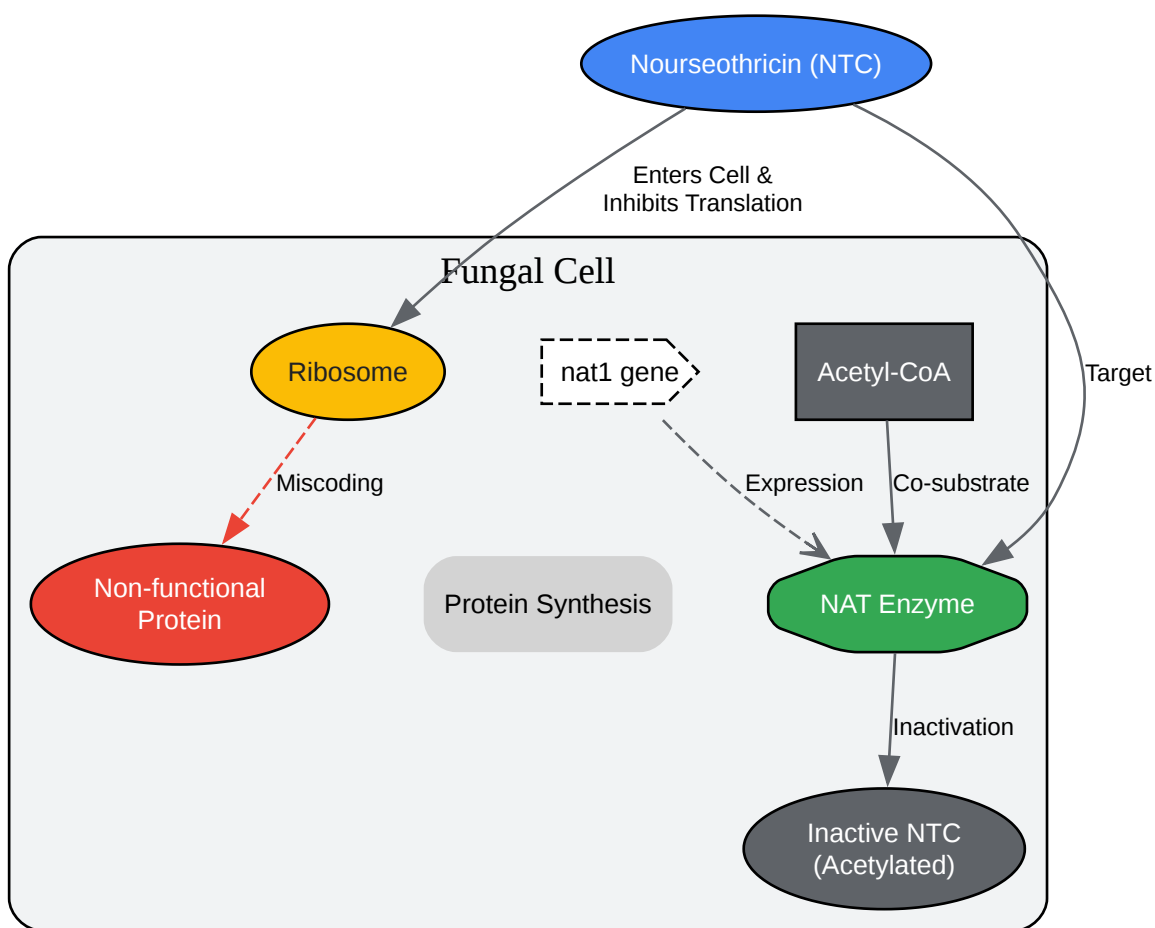 Nourseothricin (NTC)
Enters Cell &
Inhibits Translation
Fungal Cell
Ribosome
nat1 gene
Acetyl-CoA
Target
Miscoding
Expression
Co-substrate
Non-functional
Protein
Protein Synthesis
NAT Enzyme
Inactivation
Inactive NTC
(Acetylated)